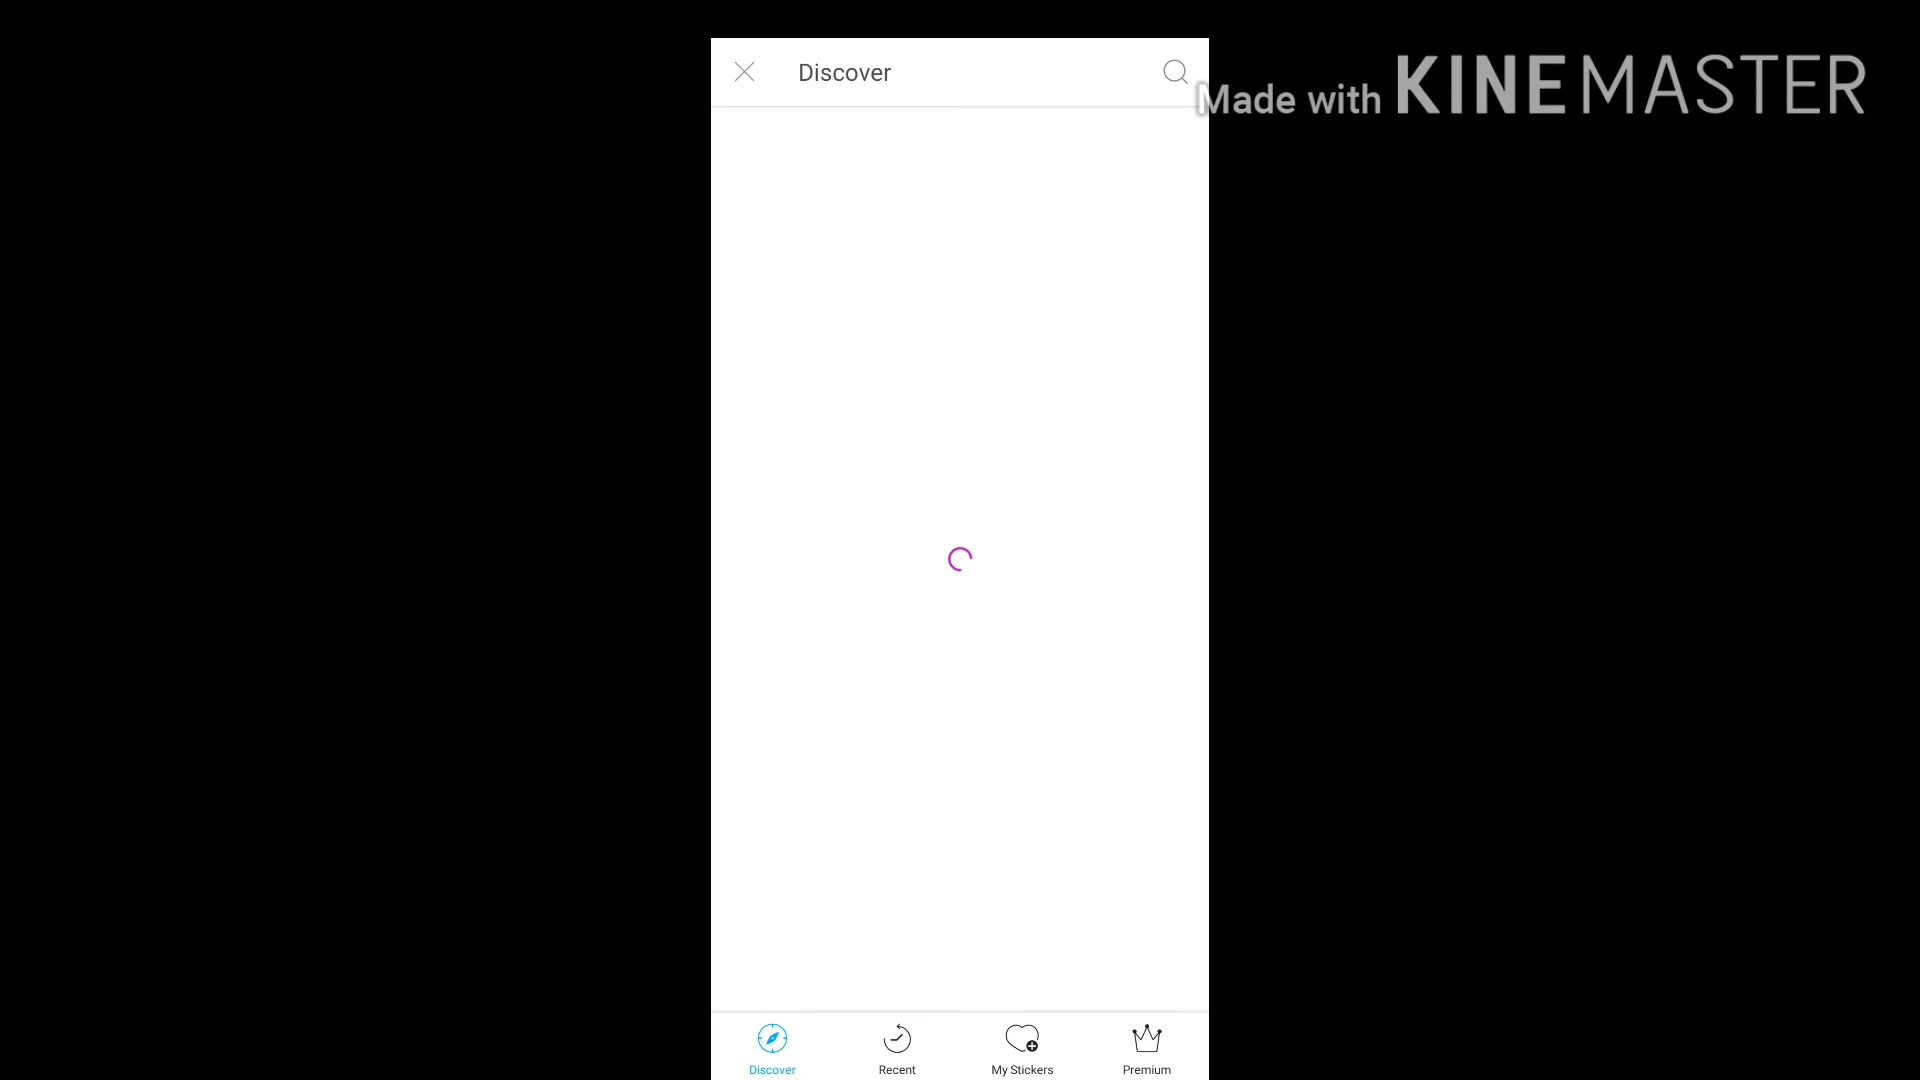 Discover
Made with KINEMASTER
Discover
Recent
My Stickers
Premium